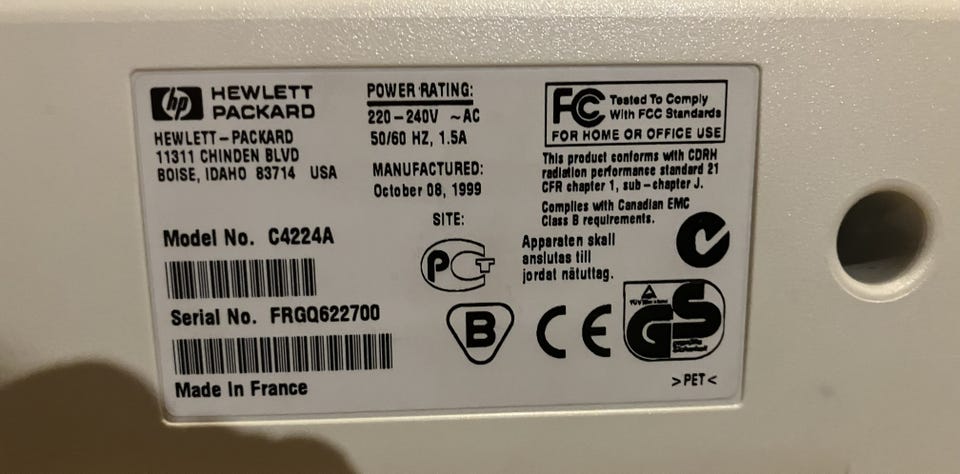 hp HEWLETT
PACKARD
HEWLETT-PACKARD
11311 CHINDEN BLVD
BOISE, IDAHO 83714 USA
Model No. C4224A
Serial No. FRGQ622700
Made In France
POWER RATING:
220-240V ~AC
50/60 HZ, 1.5A
MANUFACTURED:
October 08, 1999
SITE:
PCT
B
CE
FCC Tested To Comply
With FCC Standards
FOR HOME OR OFFICE USE
This product conforms with CDRH
radiation performance standard 21
CFR chapter 1, sub-chapter J.
Complies with Canadian EMC
Class B requirements.
Apparaten skall
anslutas till
jordat nätuttag.
GS
>PET<